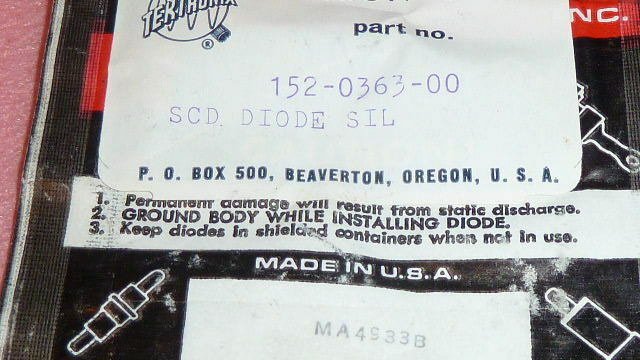 TEKTRONIX
®
NC.
part no.
152-0363-00
SCD DIODE SIL
P. O. BOX 500, BEAVERTON, OREGON, U. S. A.
1. Permanent damage will result from static discharge.
2. GROUND BODY WHILE INSTALLING DIODE.
3. Keep diodes in shielded containers when not in use.
MADE IN U.S.A.
MA4933B